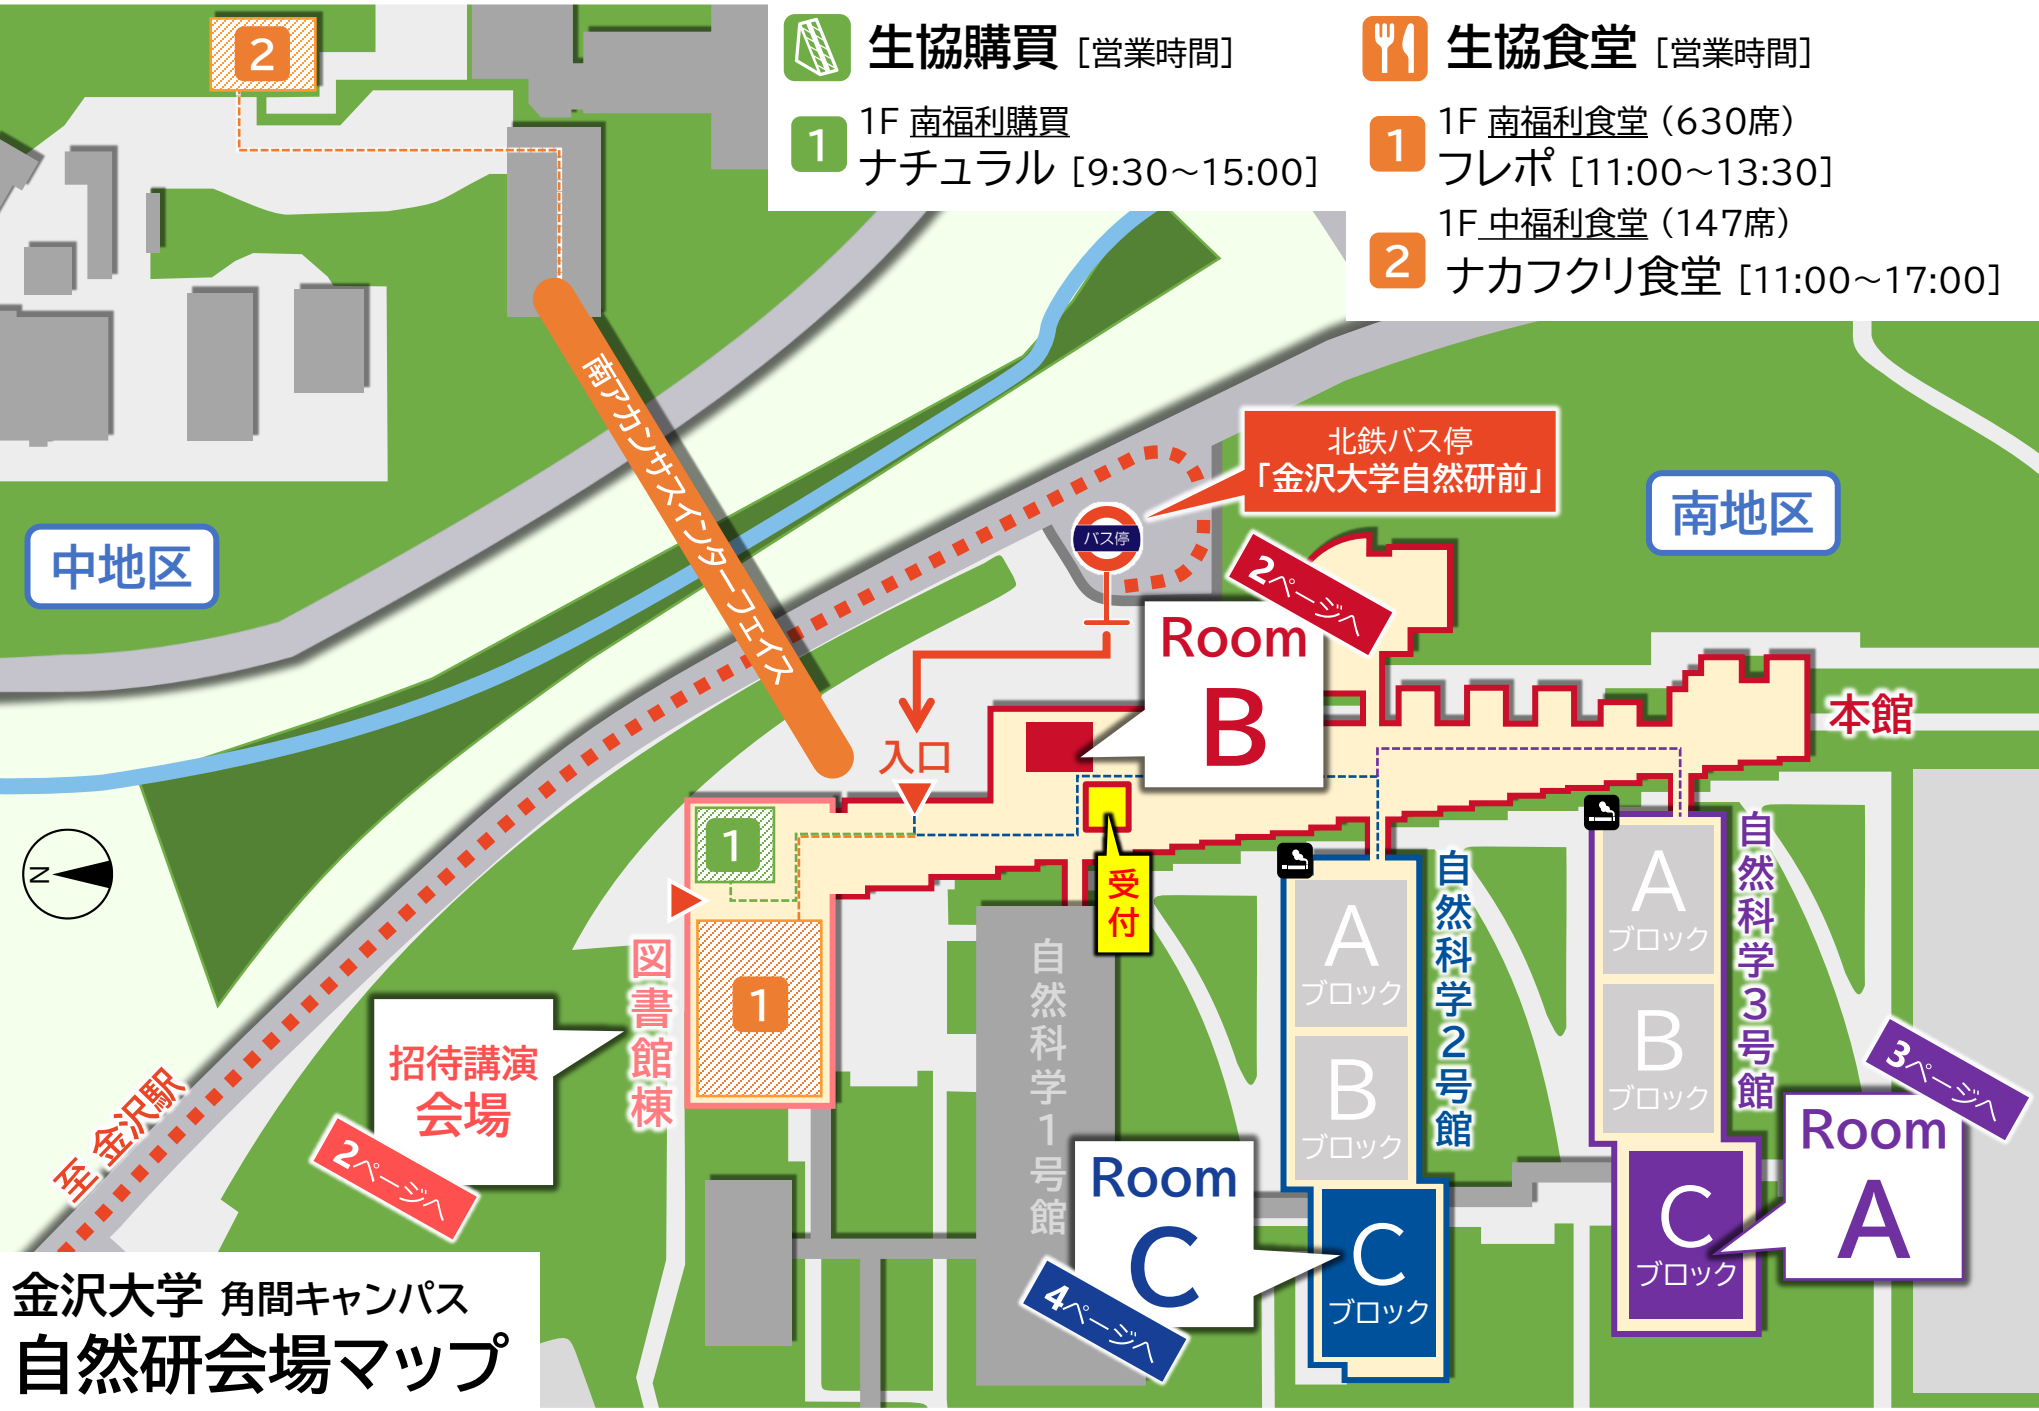 2
生協購買 [営業時間]
1
1F 南福利購買
ナチュラル [9:30~15:00]
生協食堂 [営業時間]
1
1F 南福利食堂 (630席)
フレポ [11:00~13:30]
2
1F 中福利食堂 (147席)
ナカフクリ食堂 [11:00~17:00]
南アカンサスインターフェイス
北鉄バス停
「金沢大学自然研前」
中地区
南地区
バス停
2ページへ
Room
B
本館
入口
1
受付
N
図書館棟
1
招待講演
会場
2ページへ
至 金沢駅
自然科学1号館
A
ブロック
B
ブロック
C
ブロック
自然科学2号館
A
ブロック
B
ブロック
C
ブロック
自然科学3号館
3ページへ
Room
A
Room
C
4ページへ
金沢大学 角間キャンパス
自然研会場マップ